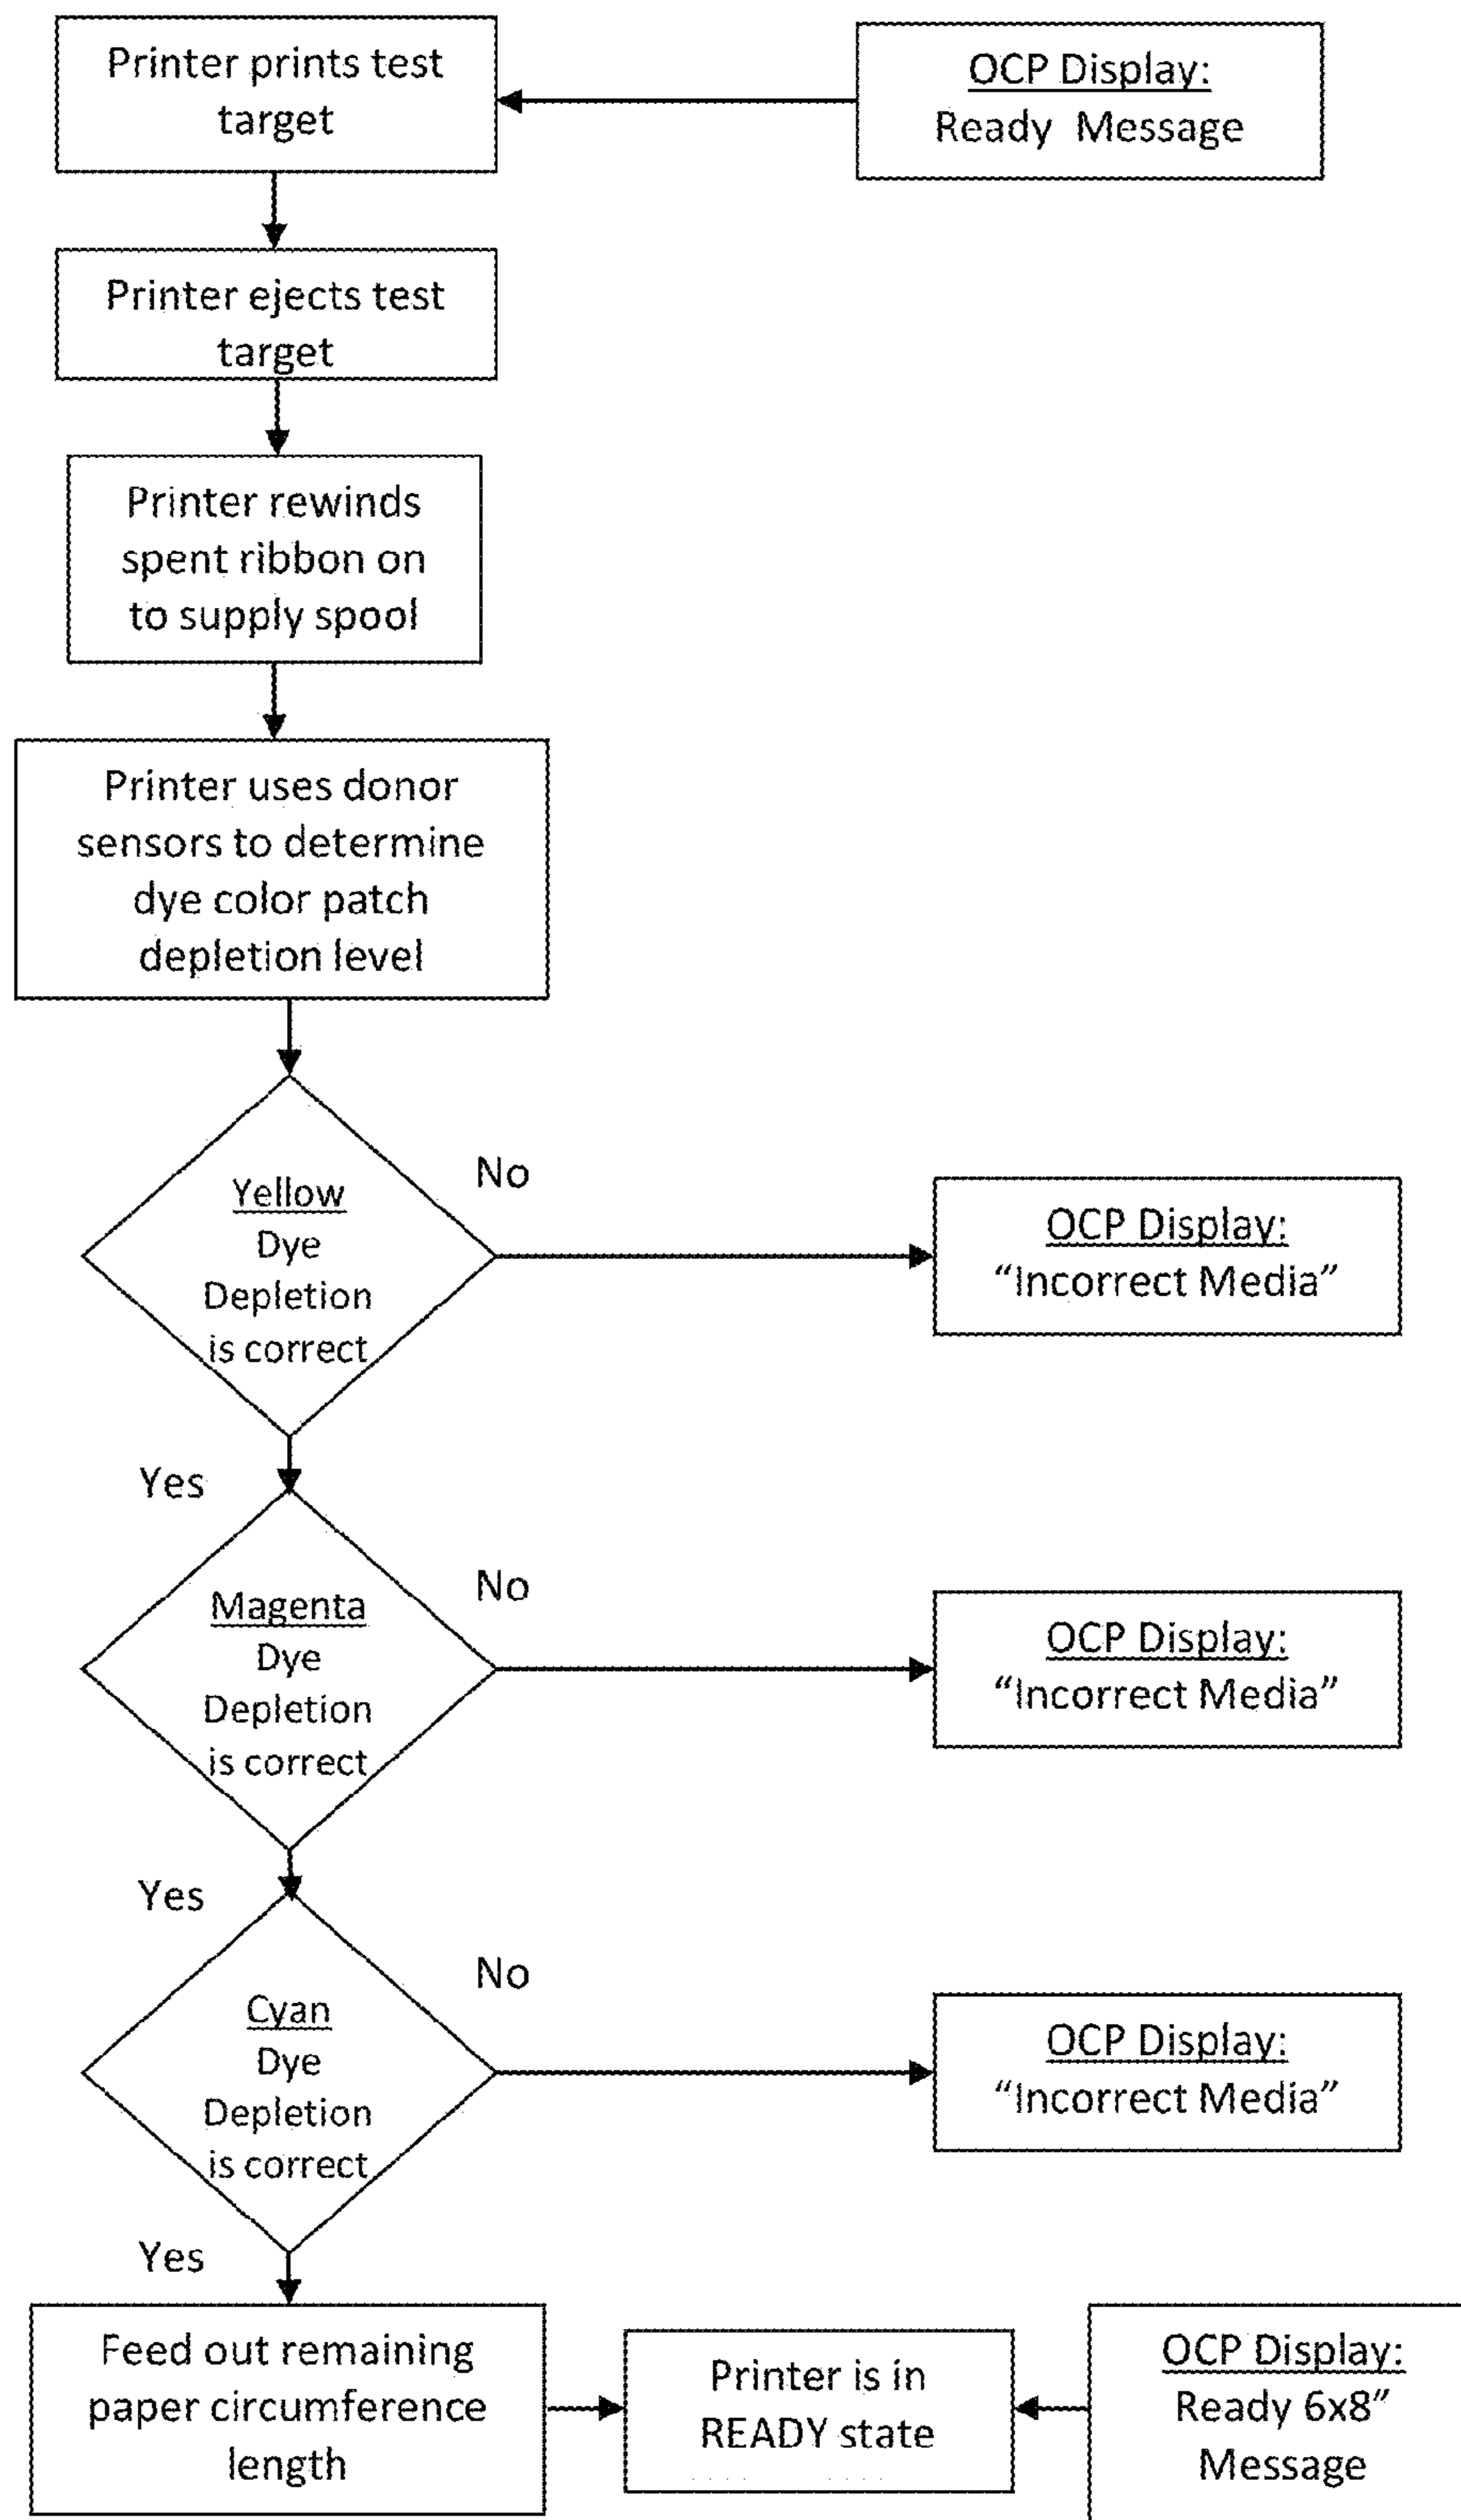 Printer prints test
target
OCP Display:
Ready Message
Printer ejects test
target
Printer rewinds
spent ribbon on
to supply spool
Printer uses donor
sensors to determine
dye color patch
depletion level
Yellow
Dye
Depletion
is correct
No
OCP Display:
“Incorrect Media”
Yes
Magenta
Dye
Depletion
is correct
No
OCP Display:
“Incorrect Media”
Yes
Cyan
Dye
Depletion
is correct
No
OCP Display:
“Incorrect Media”
Yes
Feed out remaining
paper circumference
length
Printer is in
READY state
OCP Display:
Ready 6x8”
Message